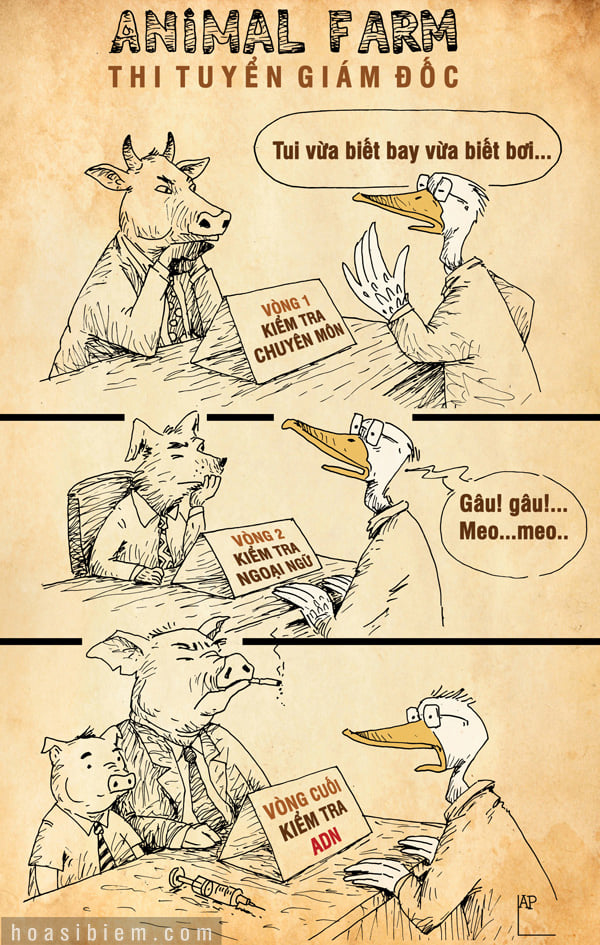 ANIMAL FARM
THI TUYỂN GIÁM ĐỐC
Tui vừa biết bay vừa biết bơi...
VÒNG 1
KIỂM TRA
CHUYÊN MÔN
Gâu! gâu!...
Meo...meo..
VÒNG 2
KIỂM TRA
NGOẠI NGỮ
VÒNG CUỐI
KIỂM TRA
ADN
AP
hoasibiem.com